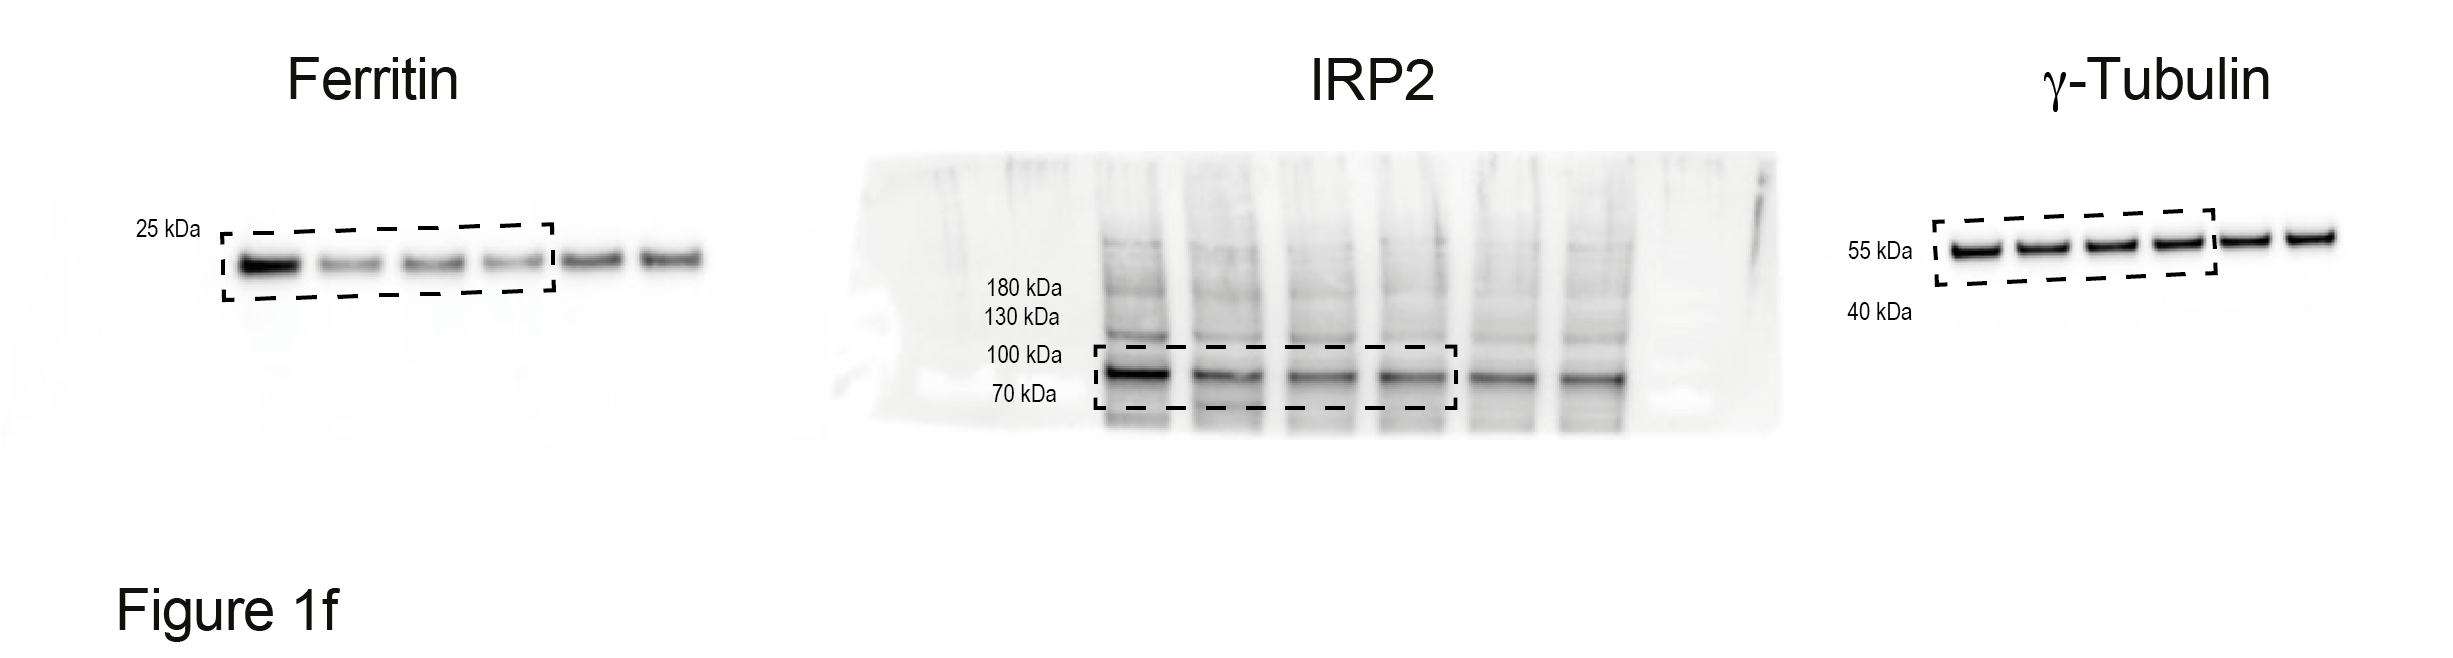 Ferritin
IRP2
γ-Tubulin
25 kDa
180 kDa
130 kDa
100 kDa
70 kDa
55 kDa
40 kDa
Figure 1f